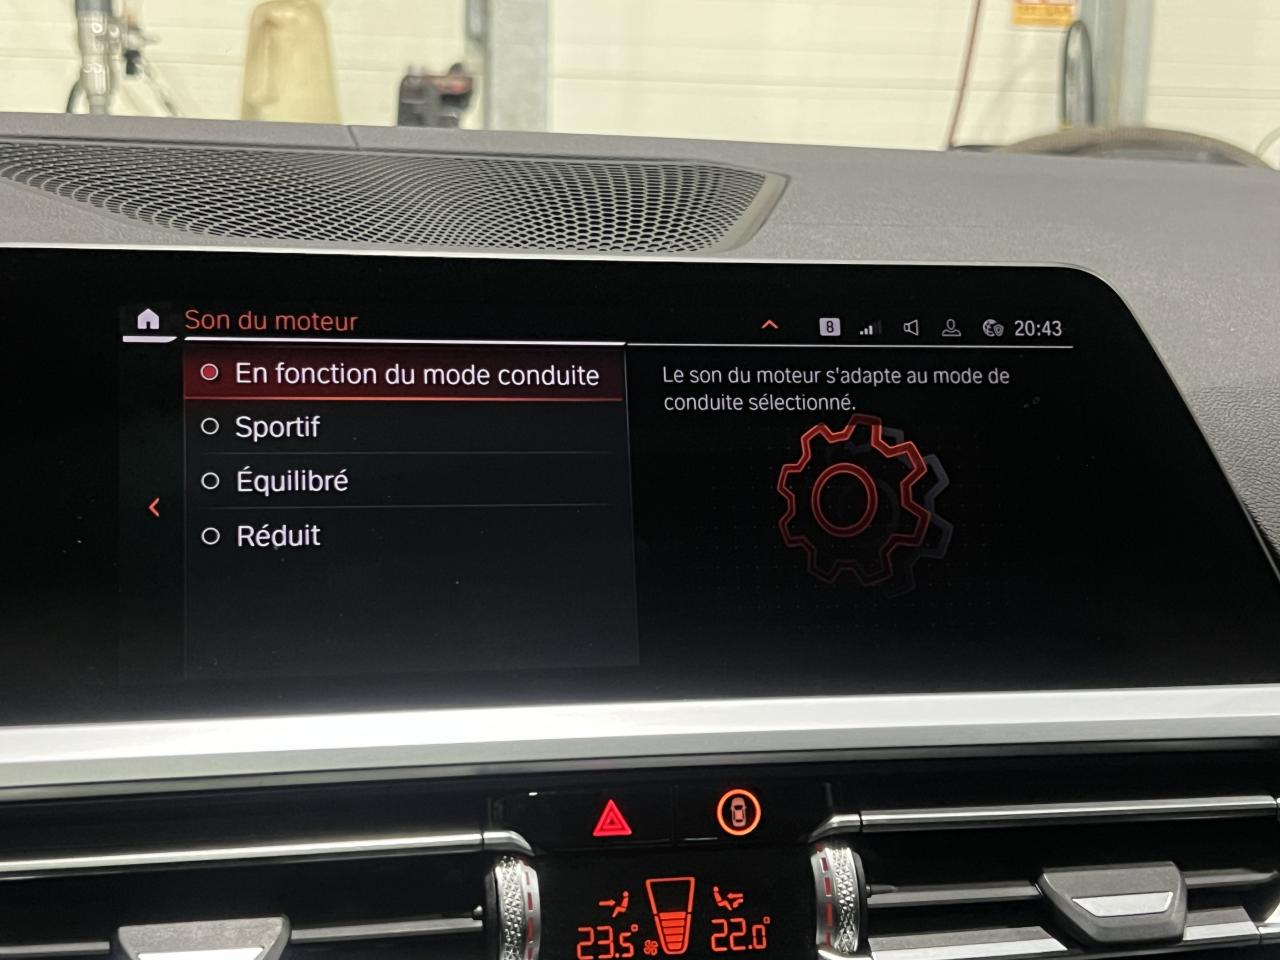 Son du moteur
8
20:43
En fonction du mode conduite
Sportif
Équilibré
Réduit
Le son du moteur s'adapte au mode de
conduite sélectionné.
23.5°
22.0°